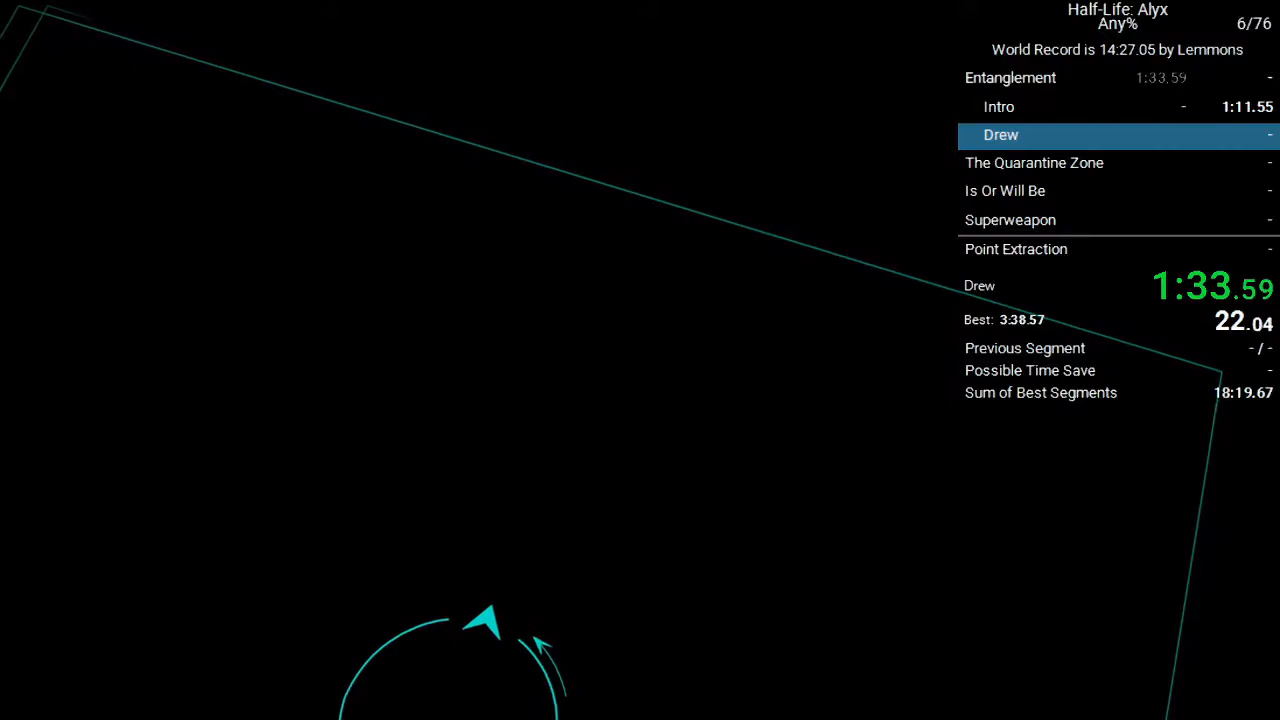 Half-Life: Alyx
Any% 6/76
World Record is 14:27.05 by Lemmons
Entanglement 1:33.59 -
Intro - 1:11.55
Drew -
The Quarantine Zone -
Is Or Will Be -
Superweapon -
Point Extraction -
Drew 1:33.59
Best: 3:38.57 22.04
Previous Segment - / -
Possible Time Save -
Sum of Best Segments 18:19.67